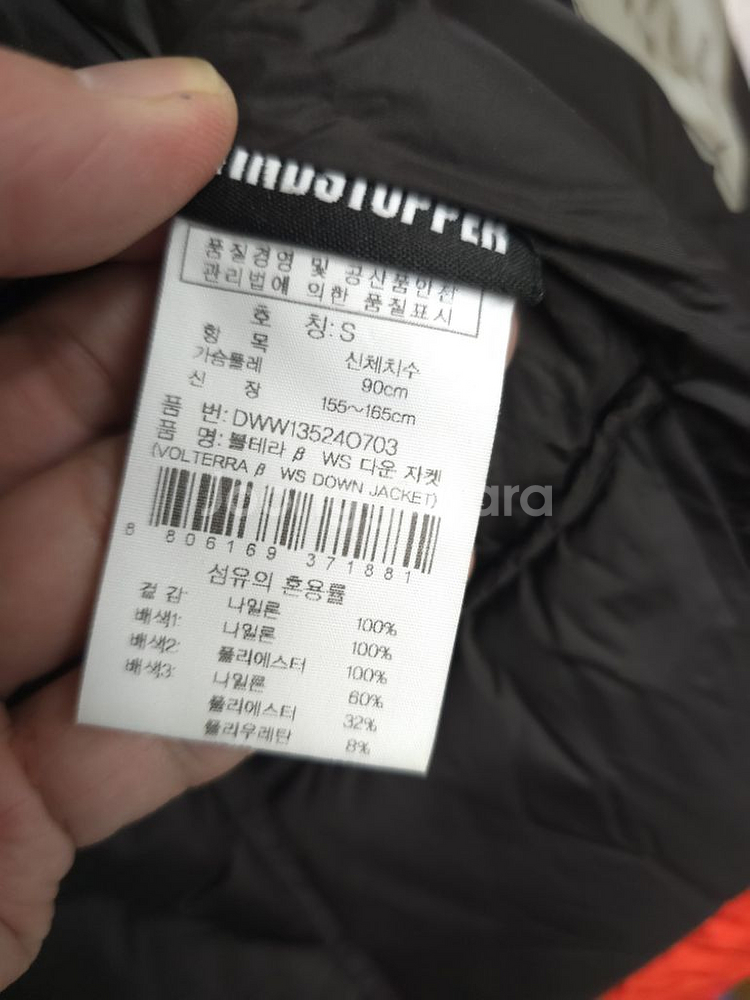 WINDSTOPPER
품질경영 및 공산품안전
관리법에 의한 품질표시
호 칭: S
항 목 신체치수
가슴둘레 90cm
신 장 155~165cm
품 번: DWW13524O703
품 명: 볼테라 β WS 다운 자켓
(VOLTERRA β WS DOWN JACKET)
8 806169 371881
섬유의 혼용률
겉감: 나일론 100%
배색1: 나일론 100%
배색2: 폴리에스터 100%
배색3: 나일론 60%
폴리에스터 32%
폴리우레탄 8%